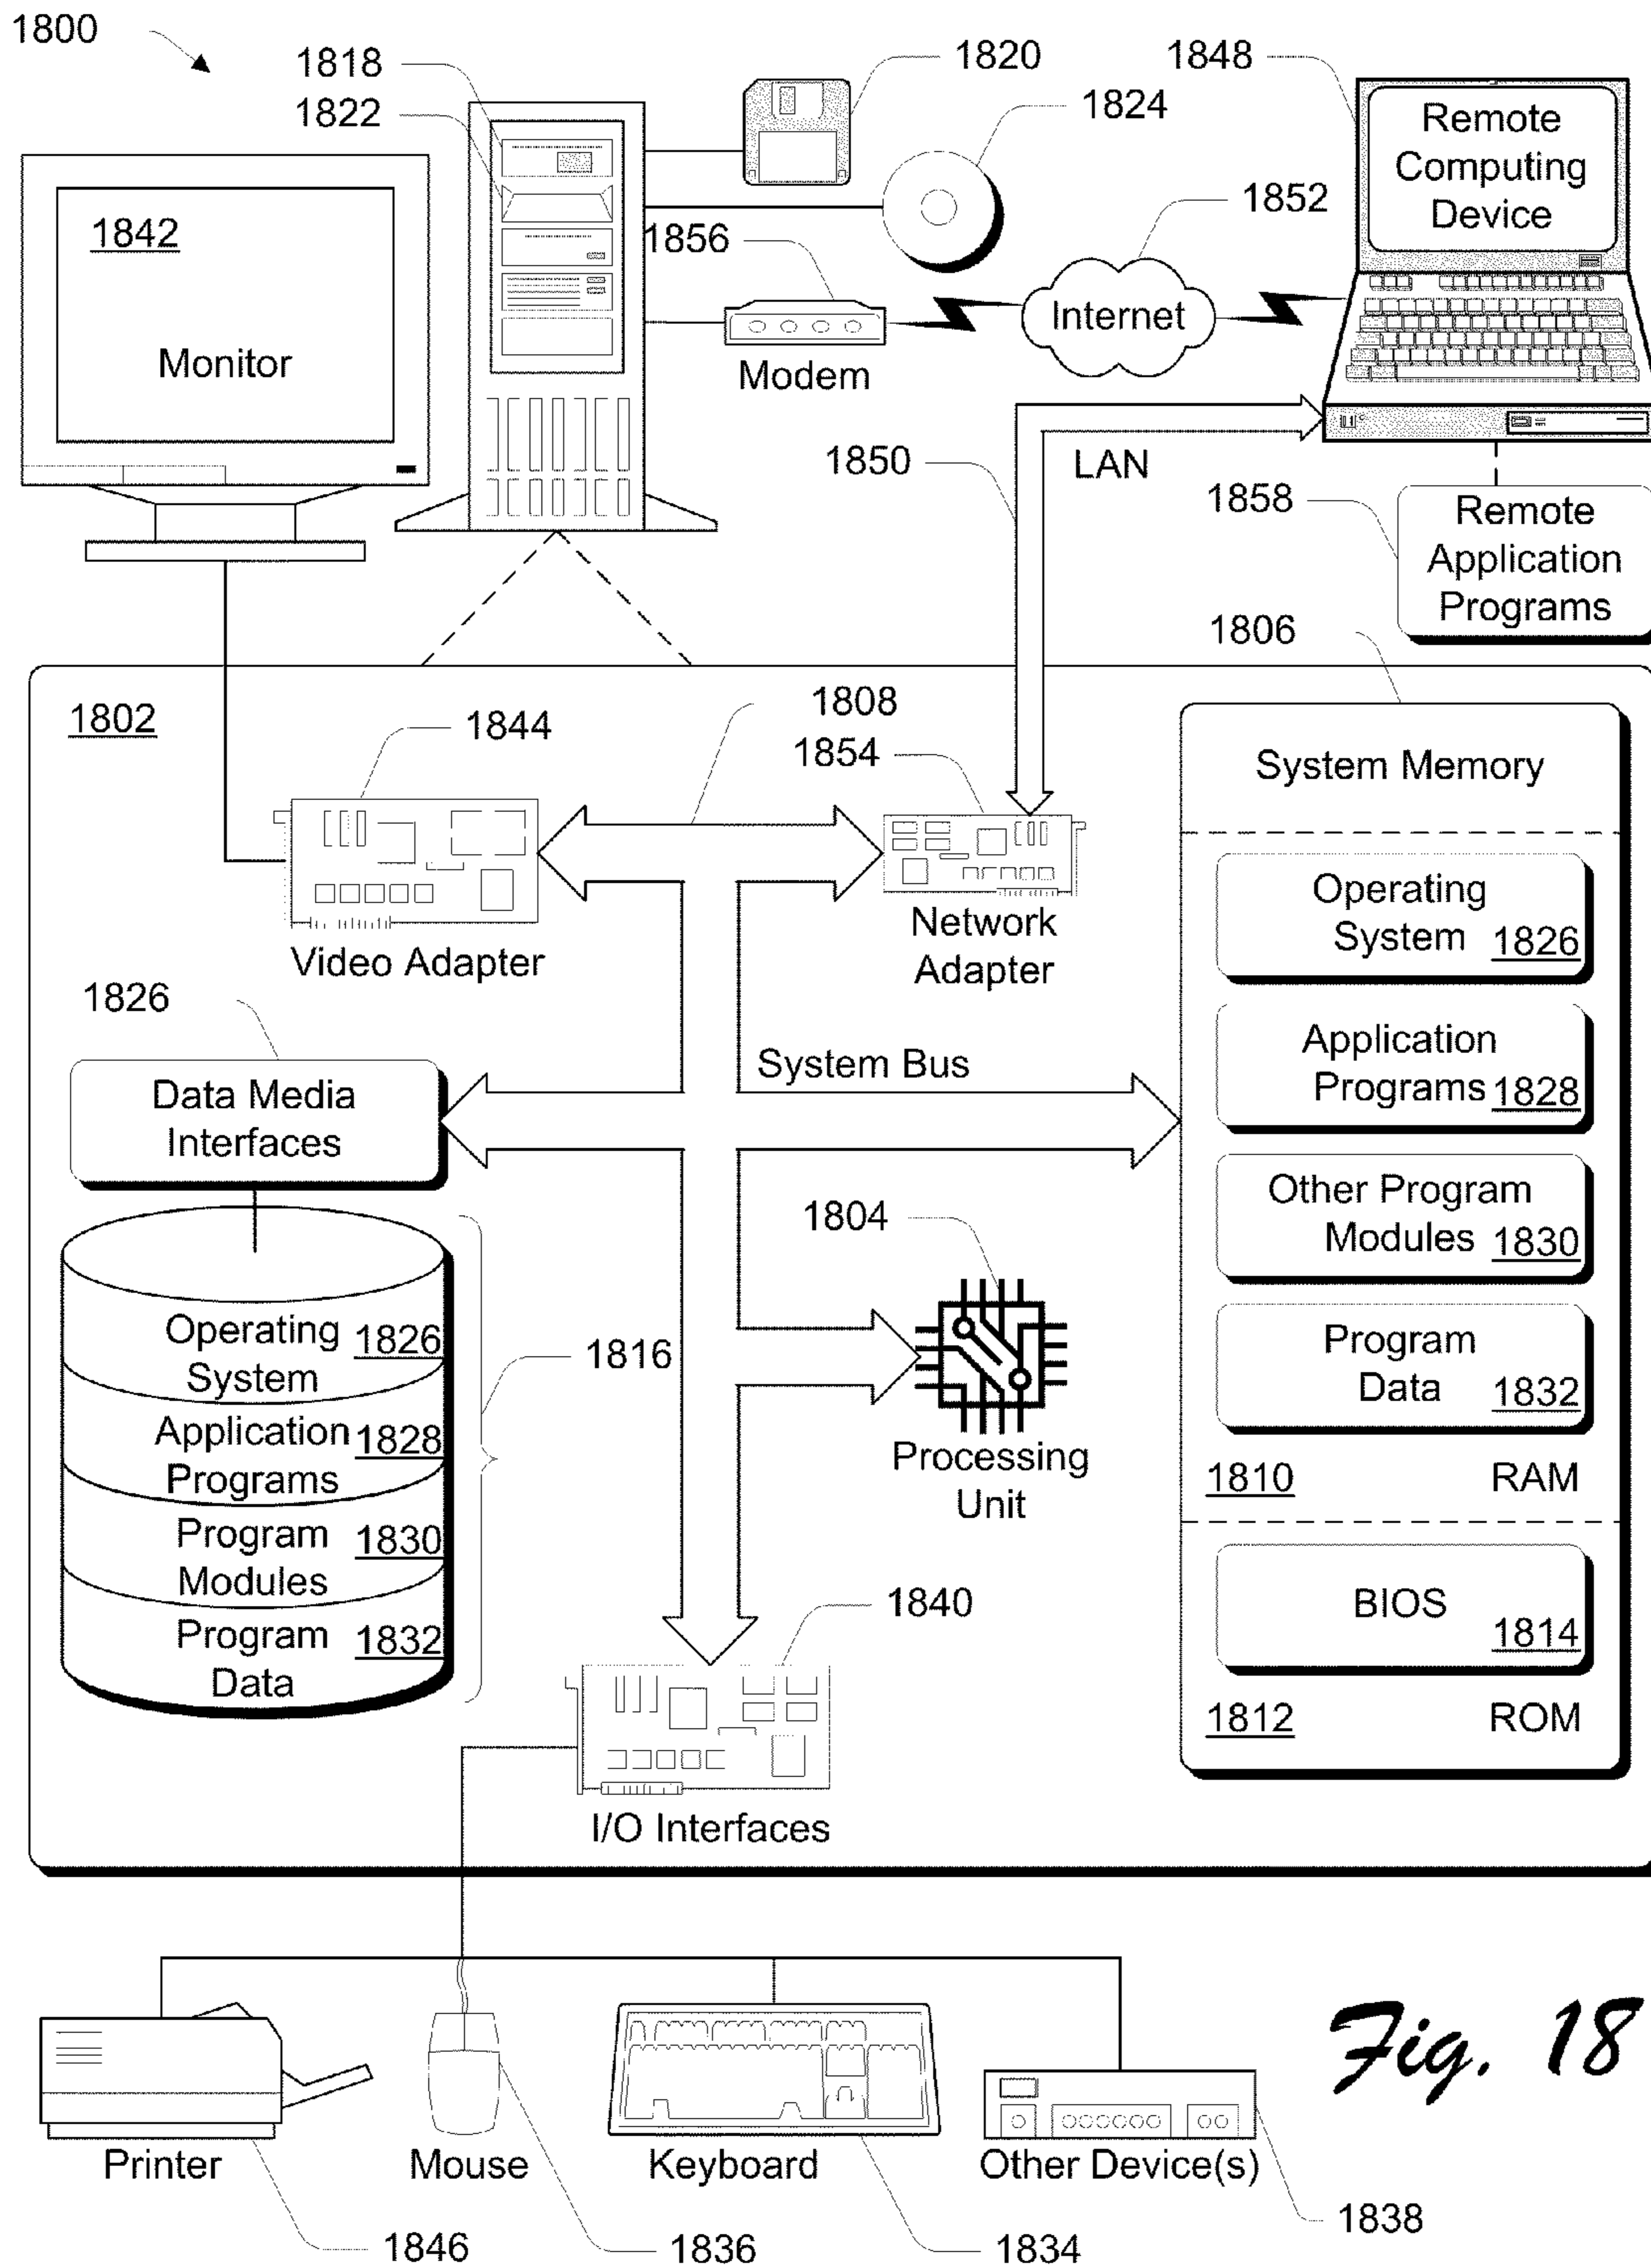 1800
1818
1822
1820
1824
1848
Remote
Computing
Device
1842
Monitor
1856
Modem
1852
Internet
1850
LAN
1858
Remote
Application
Programs
1806
1802
1844
Video Adapter
1808
1854
Network
Adapter
System Memory
Operating
System 1826
Application
Programs 1828
Other Program
Modules 1830
Program
Data 1832
1810 RAM
BIOS
1814
1812 ROM
1826
Data Media
Interfaces
System Bus
1804
Processing
Unit
Operating 1826
System
Application 1828
Programs
Program 1830
Modules
Program 1832
Data
1816
1840
I/O Interfaces
Printer
Mouse
Keyboard
Other Device(s)
1846
1836
1834
1838
Fig. 18